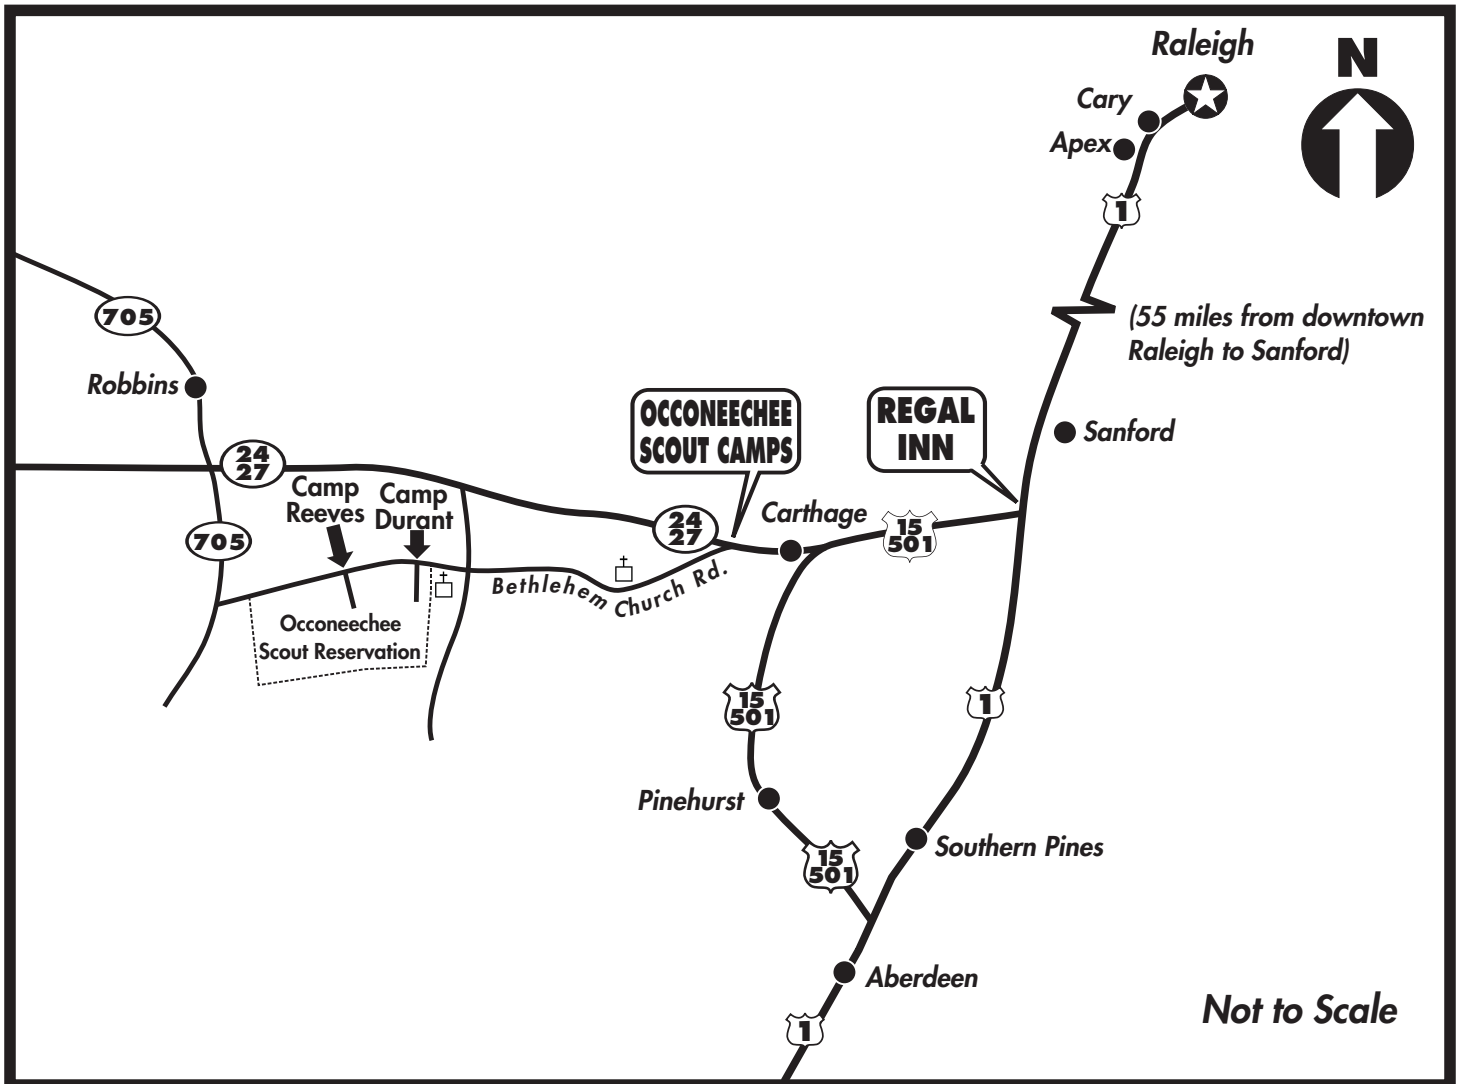 Raleigh
N
Cary
Apex
1
705
(55 miles from downtown
Raleigh to Sanford)
Robbins
OCCONEECHEE
SCOUT CAMPS
REGAL
INN
Sanford
24
27
Camp
Reeves
Camp
Durant
24
27
Carthage
15
501
705
Bethlehem Church Rd.
Occoneechee
Scout Reservation
15
501
1
Pinehurst
Southern Pines
15
501
Aberdeen
1
Not to Scale